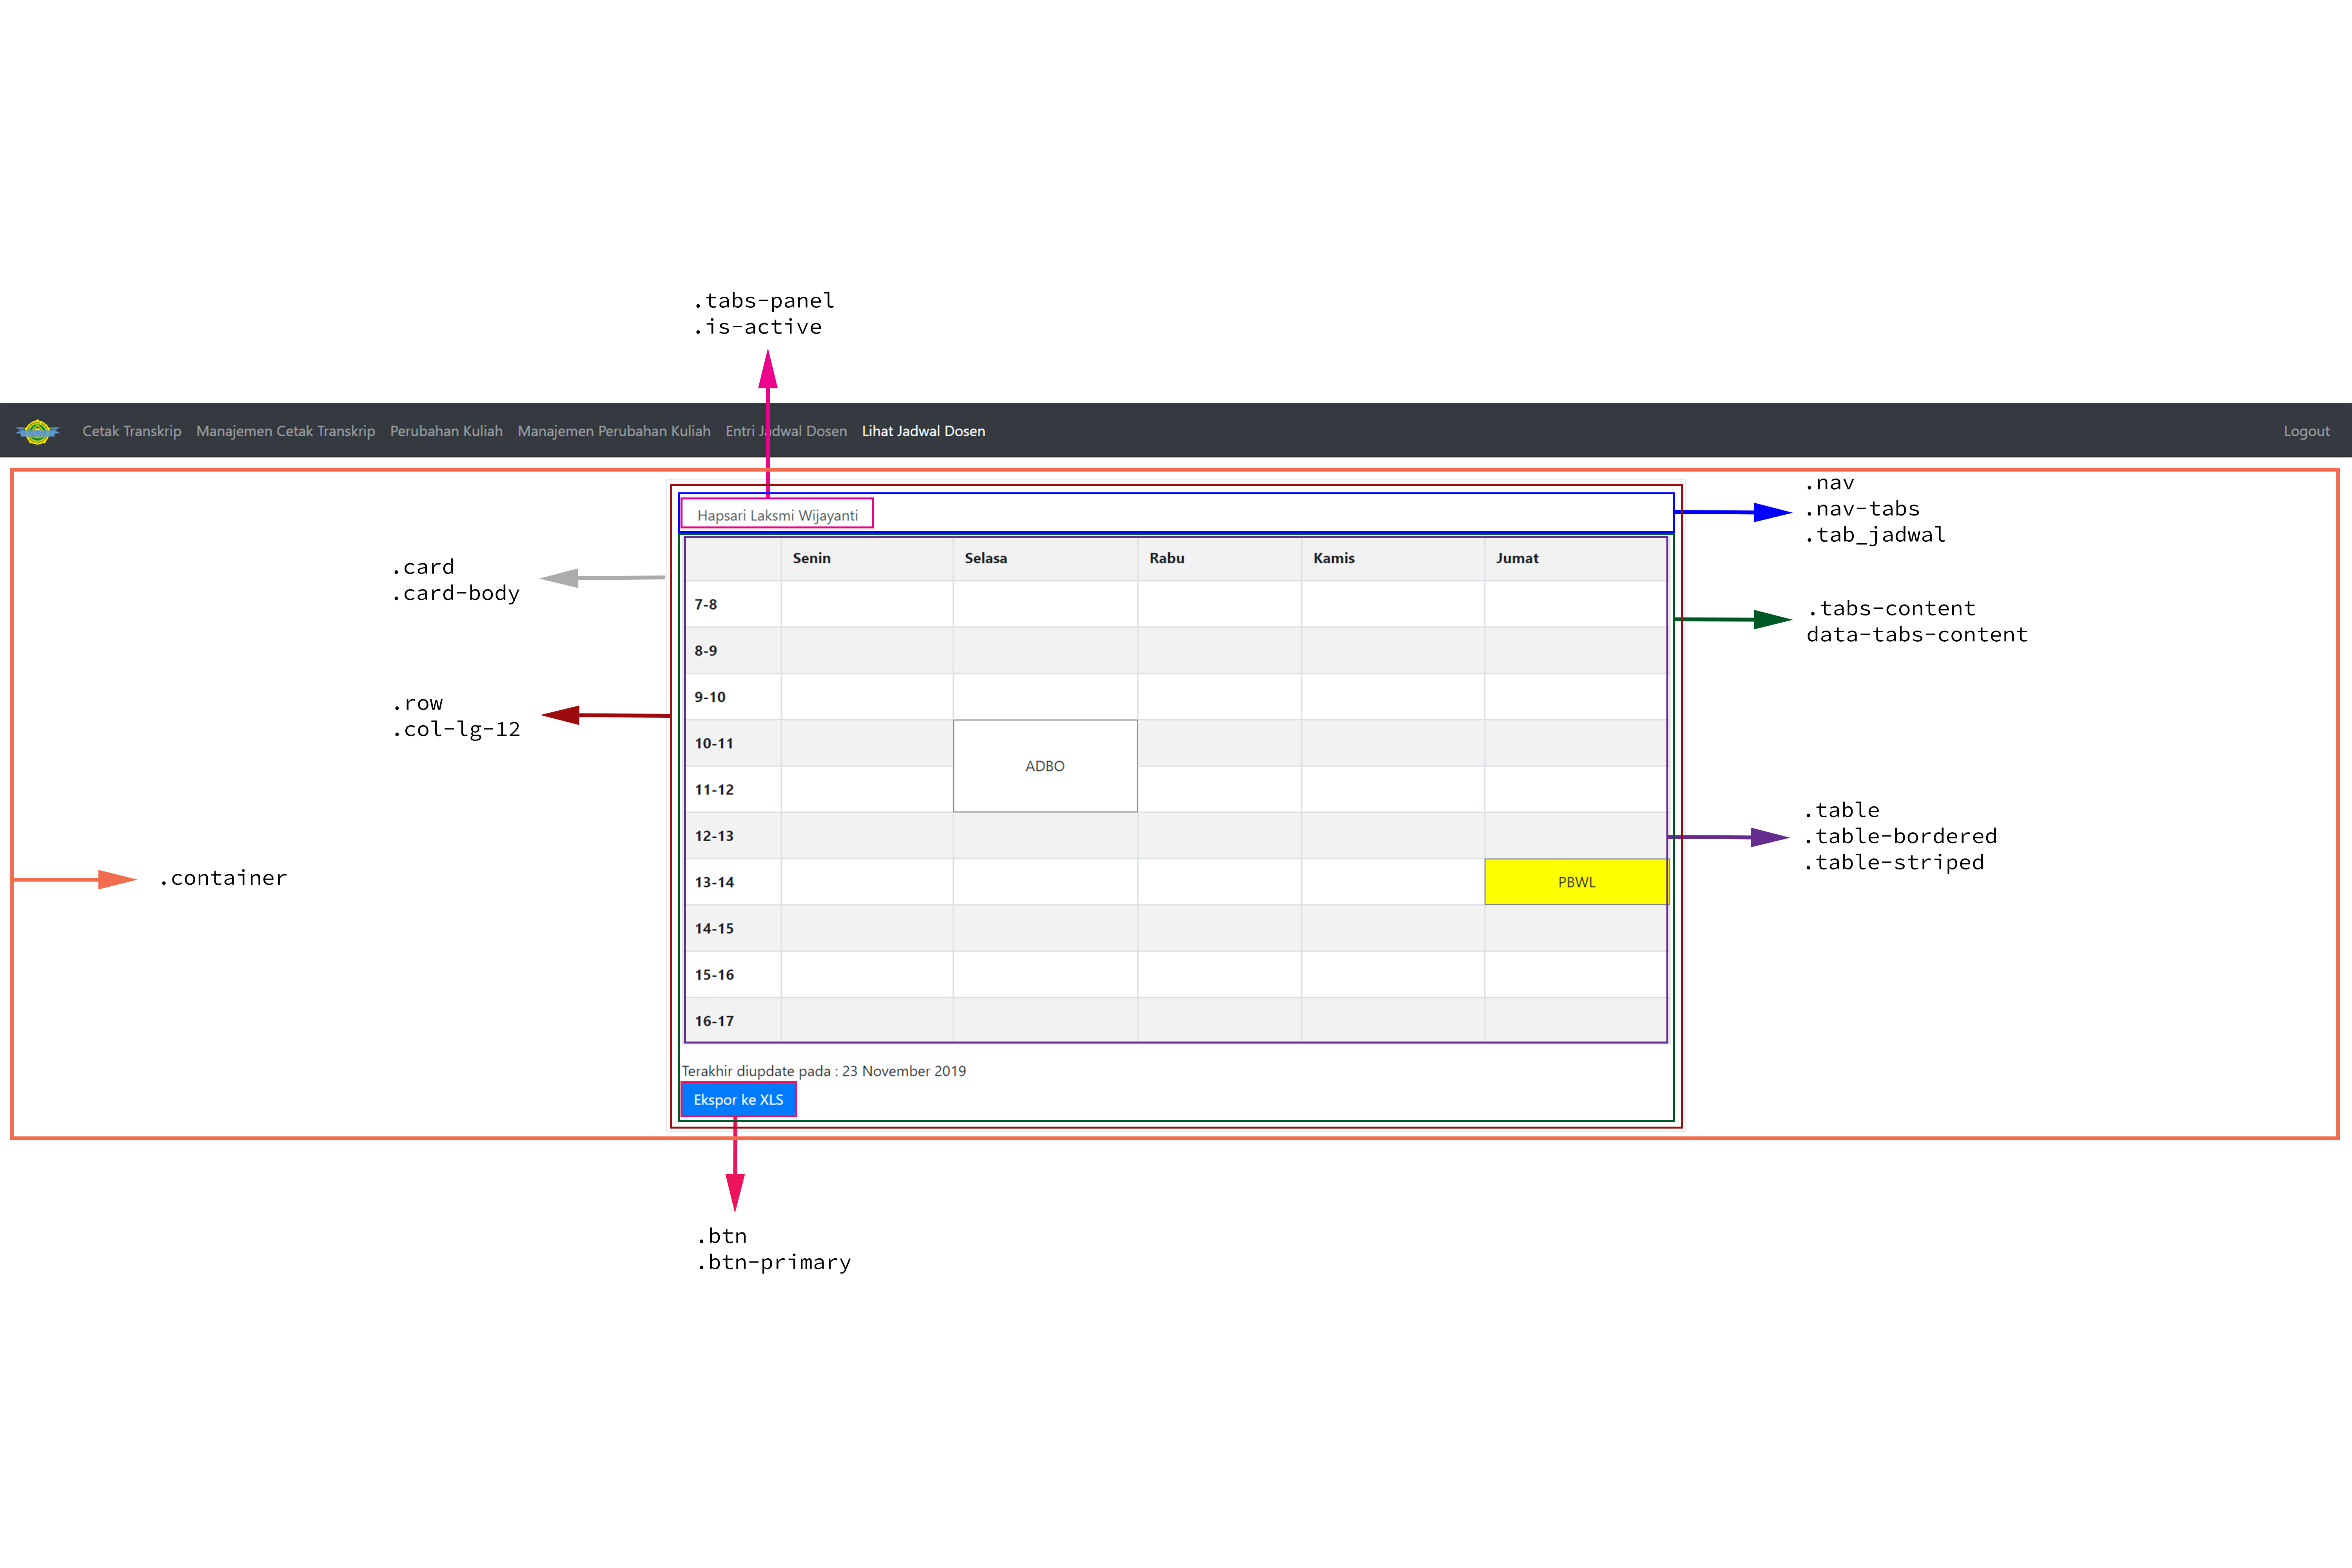 .tabs-panel
.is-active
Cetak Transkrip Manajemen Cetak Transkrip Perubahan Kuliah Manajemen Perubahan Kuliah Entri Jadwal Dosen Lihat Jadwal Dosen Logout
.nav
.nav-tabs
.tab_jadwal
Hapsari Laksmi Wijayanti
.card
.card-body
.tabs-content
data-tabs-content
.row
.col-lg-12
.table
.table-bordered
.table-striped
.container
Senin Selasa Rabu Kamis Jumat
7-8
8-9
9-10
10-11
ADBO
11-12
12-13
13-14 PBWL
14-15
15-16
16-17
Terakhir diupdate pada : 23 November 2019
Ekspor ke XLS
.btn
.btn-primary